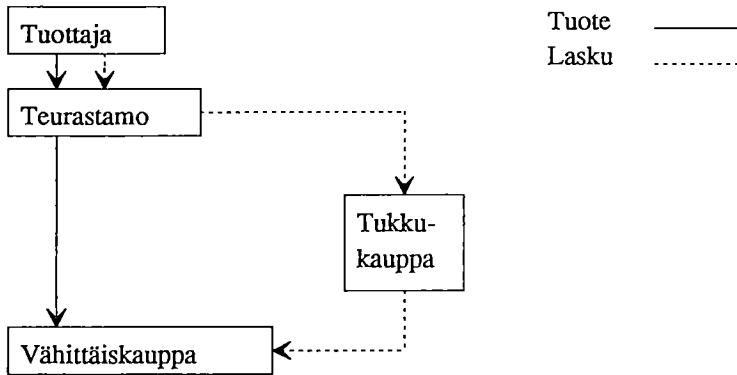 Tuottaja
Tuote
Lasku
Teurastamo
Tukku-
kauppa
Vähittäiskauppa